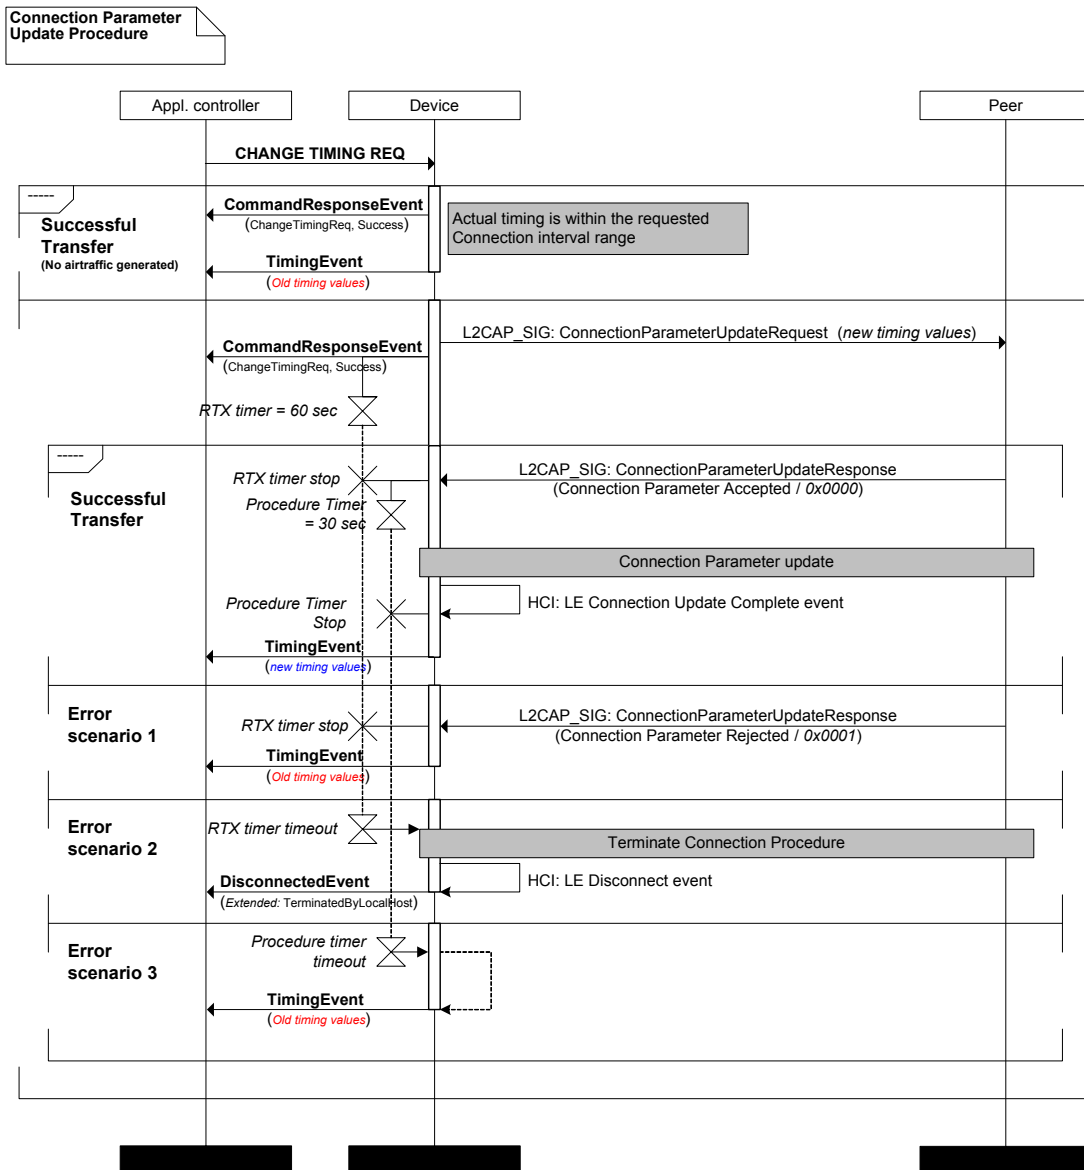 Connection Parameter
Update Procedure
Appl. controller
Device
Peer
CHANGE TIMING REQ
-----
Successful
Transfer
(No airtraffic generated)
CommandResponseEvent
(ChangeTimingReq, Success)
Actual timing is within the requested
Connection interval range
TimingEvent
(Old timing values)
L2CAP_SIG: ConnectionParameterUpdateRequest (new timing values)
CommandResponseEvent
(ChangeTimingReq, Success)
RTX timer = 60 sec
-----
Successful
Transfer
RTX timer stop
L2CAP_SIG: ConnectionParameterUpdateResponse
(Connection Parameter Accepted / 0x0000)
Procedure Timer
= 30 sec
Connection Parameter update
HCI: LE Connection Update Complete event
Procedure Timer
Stop
TimingEvent
(new timing values)
Error
scenario 1
RTX timer stop
L2CAP_SIG: ConnectionParameterUpdateResponse
(Connection Parameter Rejected / 0x0001)
TimingEvent
(Old timing values)
Error
scenario 2
RTX timer timeout
Terminate Connection Procedure
HCI: LE Disconnect event
DisconnectedEvent
(Extended: TerminatedByLocalHost)
Error
scenario 3
Procedure timer
timeout
TimingEvent
(Old timing values)